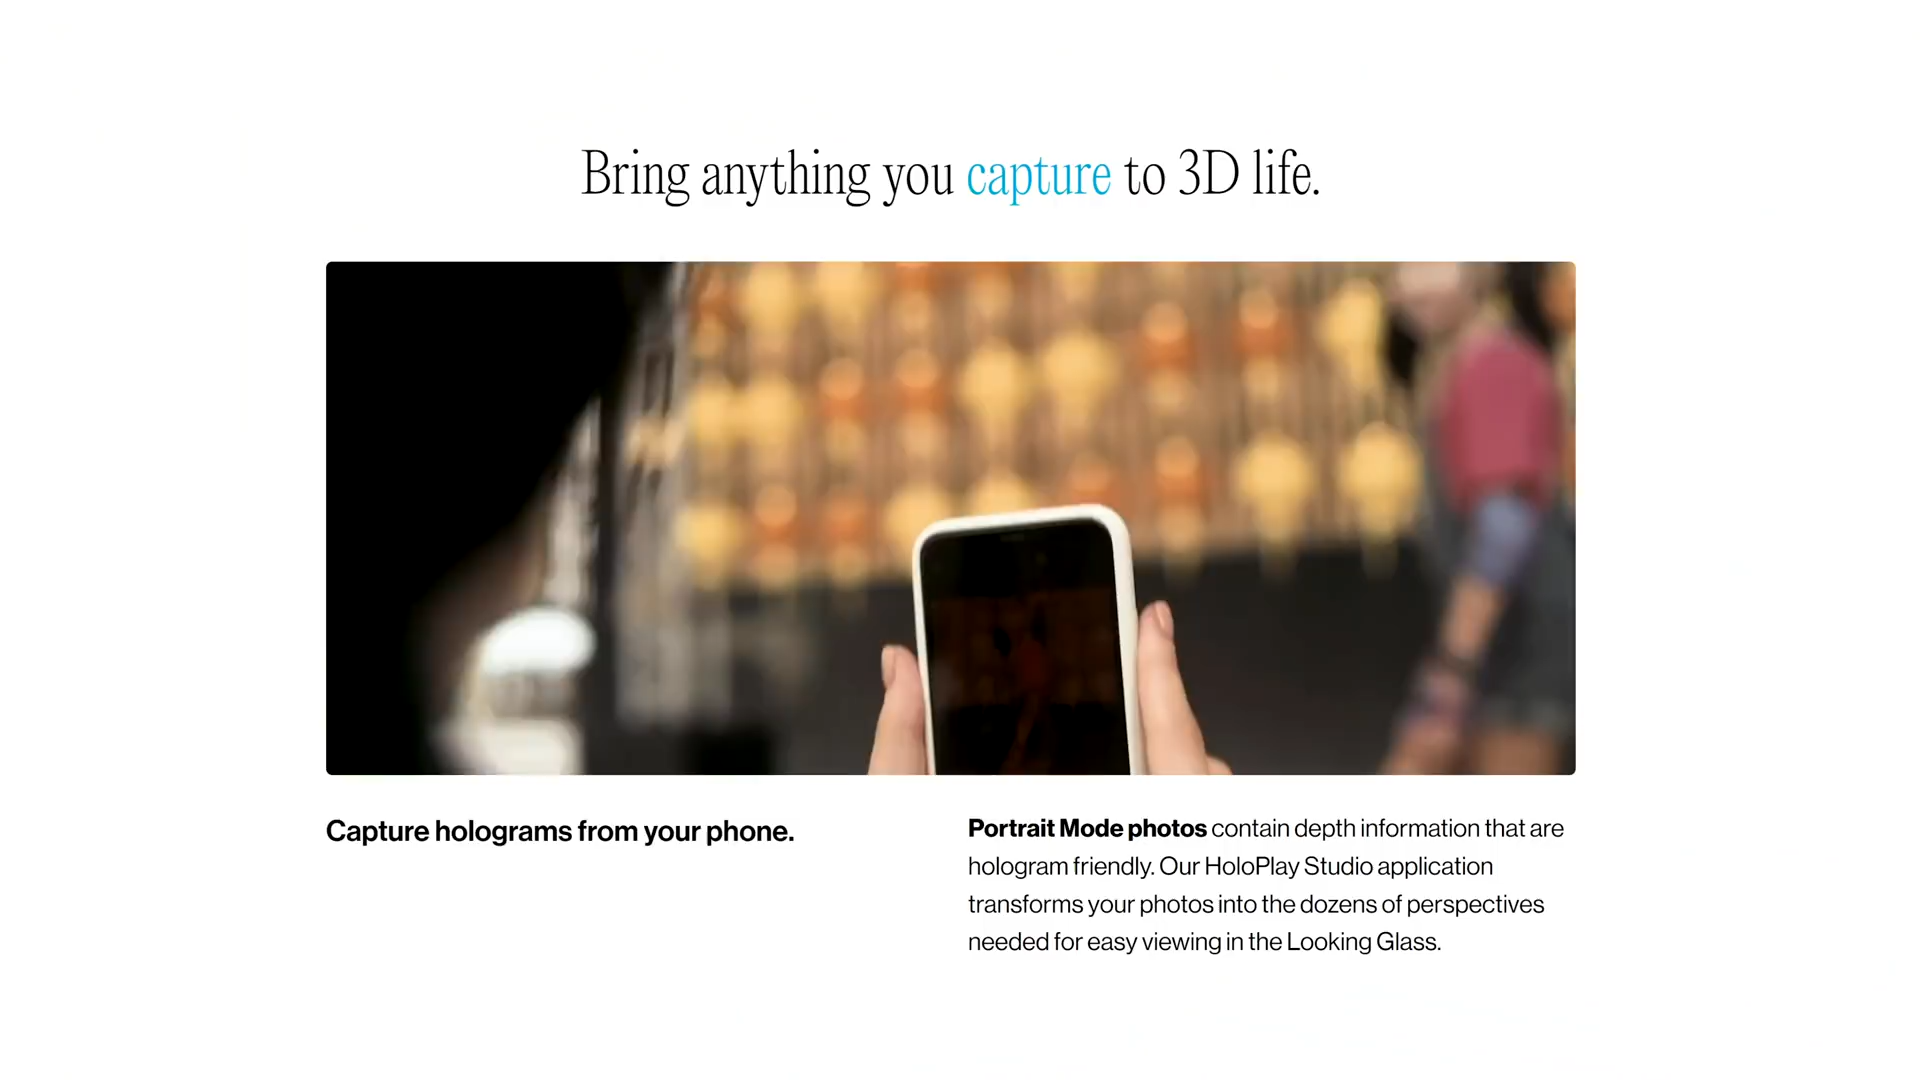 Bring anything you capture to 3D life.
Capture holograms from your phone.
Portrait Mode photos contain depth information that are
hologram friendly. Our HoloPlay Studio application
transforms your photos into the dozens of perspectives
needed for easy viewing in the Looking Glass.